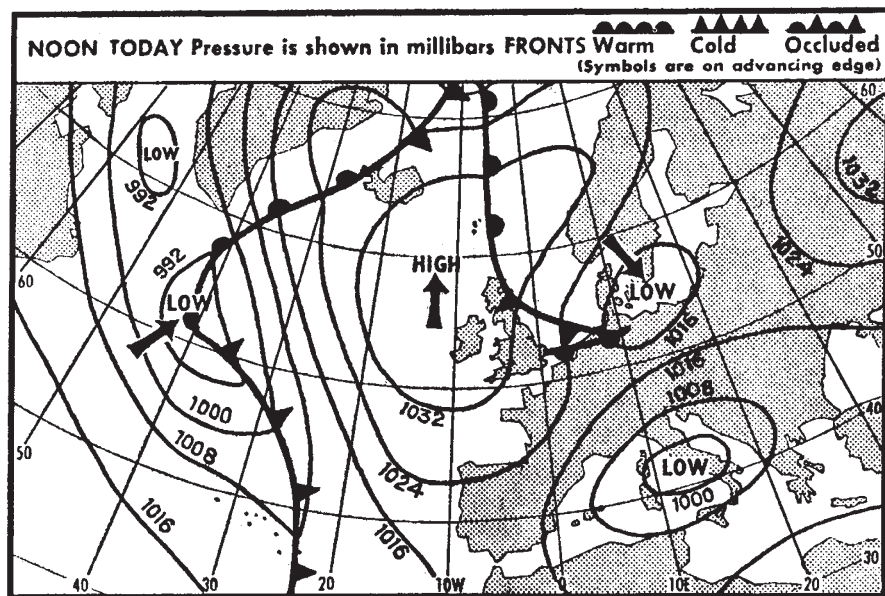 NOON TODAY Pressure is shown in millibars FRONTS Warm Cold Occluded
(Symbols are on advancing edge)
60
LOW
992
1032
50
1024
992
HIGH
60
LOW
LOW
1016
1016
1008
40
1000
1032
50
1008
LOW
1024
1000
1016
1016
40
30
20
10W
0
10E
20
30